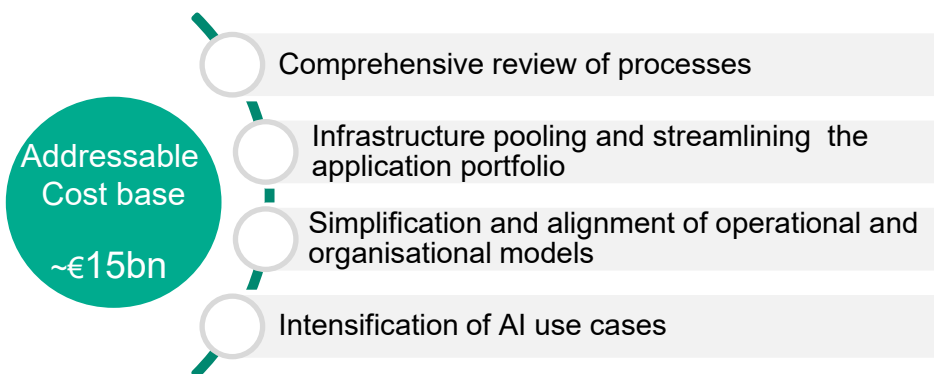 Addressable
Cost base
~€15bn
Comprehensive review of processes
Infrastructure pooling and streamlining the
application portfolio
Simplification and alignment of operational and
organisational models
Intensification of AI use cases